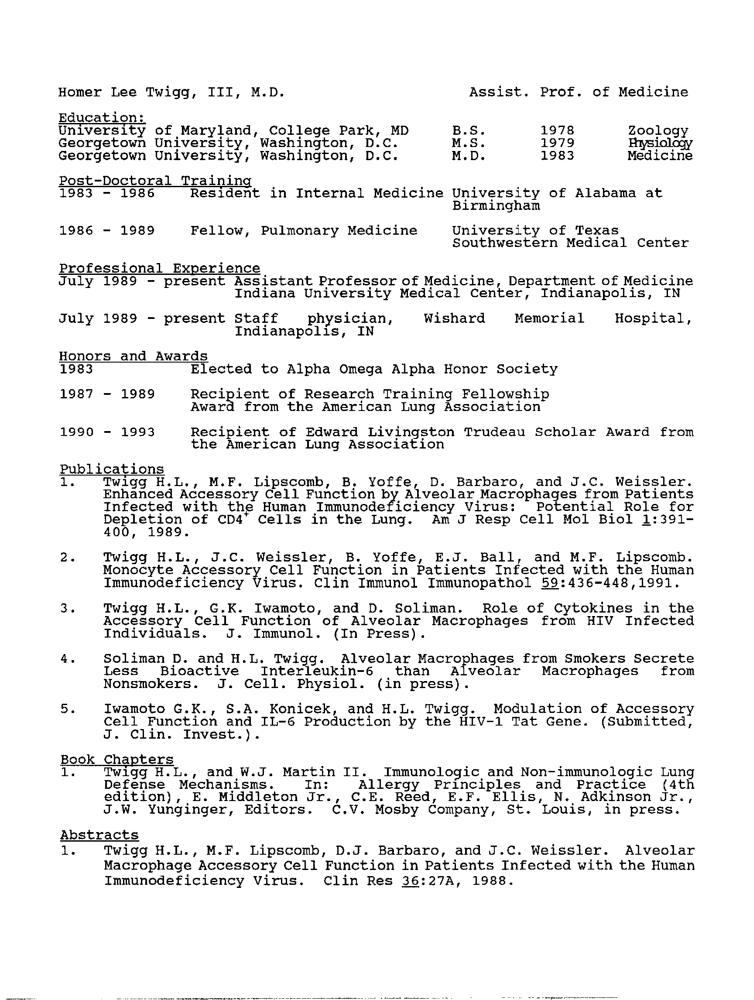 Homer Lee Twigg, III, M.D. Assist. Prof. of Medicine
Education:
University of Maryland, College Park, MD B.S. 1978 Zoology
Georgetown University, Washington, D.C. M.S. 1979 Physiology
Georgetown University, Washington, D.C. M.D. 1983 Medicine
Post-Doctoral Training
1983 - 1986 Resident in Internal Medicine University of Alabama at
Birmingham
1986 - 1989 Fellow, Pulmonary Medicine University of Texas
Southwestern Medical Center
Professional Experience
July 1989 - present Assistant Professor of Medicine, Department of Medicine
Indiana University Medical Center, Indianapolis, IN
July 1989 - present Staff physician, Wishard Memorial Hospital,
Indianapolis, IN
Honors and Awards
1983 Elected to Alpha Omega Alpha Honor Society
1987 - 1989 Recipient of Research Training Fellowship
Award from the American Lung Association
1990 - 1993 Recipient of Edward Livingston Trudeau Scholar Award from
the American Lung Association
Publications
1. Twigg H.L., M.F. Lipscomb, B. Yoffe, D. Barbaro, and J.C. Weissler.
Enhanced Accessory Cell Function by Alveolar Macrophages from Patients
Infected with the Human Immunodeficiency Virus: Potential Role for
Depletion of CD4+ Cells in the Lung. Am J Resp Cell Mol Biol 1:391-
400, 1989.
2. Twigg H.L., J.C. Weissler, B. Yoffe, E.J. Ball, and M.F. Lipscomb.
Monocyte Accessory Cell Function in Patients Infected with the Human
Immunodeficiency Virus. Clin Immunol Immunopathol 59:436-448,1991.
3. Twigg H.L., G.K. Iwamoto, and D. Soliman. Role of Cytokines in the
Accessory Cell Function of Alveolar Macrophages from HIV Infected
Individuals. J. Immunol. (In Press).
4. Soliman D. and H.L. Twigg. Alveolar Macrophages from Smokers Secrete
Less Bioactive Interleukin-6 than Alveolar Macrophages from
Nonsmokers. J. Cell. Physiol. (in press).
5. Iwamoto G.K., S.A. Konicek, and H.L. Twigg. Modulation of Accessory
Cell Function and IL-6 Production by the HIV-1 Tat Gene. (Submitted,
J. Clin. Invest.).
Book Chapters
1. Twigg H.L., and W.J. Martin II. Immunologic and Non-immunologic Lung
Defense Mechanisms. In: Allergy Principles and Practice (4th
edition), E. Middleton Jr., C.E. Reed, E.F. Ellis, N. Adkinson Jr.,
J.W. Yunginger, Editors. C.V. Mosby Company, St. Louis, in press.
Abstracts
1. Twigg H.L., M.F. Lipscomb, D.J. Barbaro, and J.C. Weissler. Alveolar
Macrophage Accessory Cell Function in Patients Infected with the Human
Immunodeficiency Virus. Clin Res 36:27A, 1988.